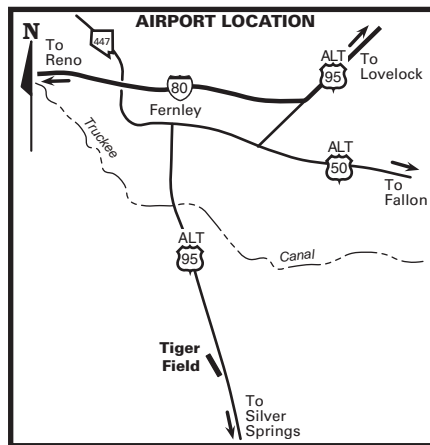 AIRPORT LOCATION
N
To
Reno
447
80
Fernley
ALT
95
To
Lovelock
Truckee
ALT
50
To
Fallon
ALT
95
Canal
Tiger
Field
To
Silver
Springs